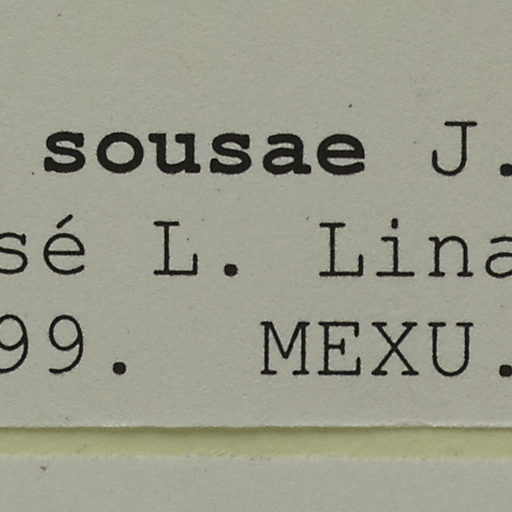 sousae J.
sé L. Lina
99. MEXU.